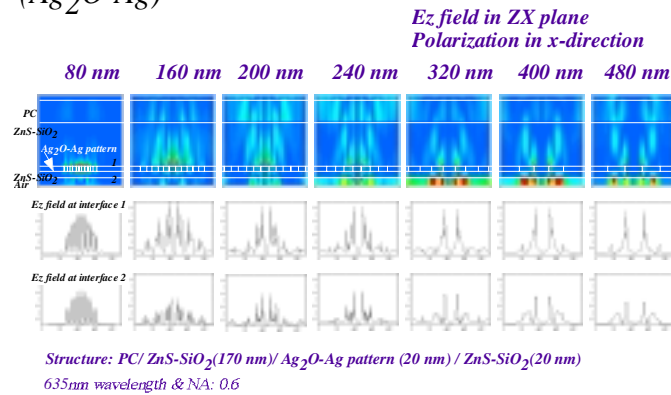 (Ag2O-Ag)
Ez field in ZX plane
Polarization in x-direction
80 nm 160 nm 200 nm 240 nm 320 nm 400 nm 480 nm
PC
ZnS-SiO2
Ag2O-Ag pattern 1
ZnS-SiO2 2
Air
Ez field at interface 1
Ez field at interface 2
Structure: PC/ ZnS-SiO2(170 nm)/ Ag2O-Ag pattern (20 nm) / ZnS-SiO2(20 nm)
635nm wavelength & NA: 0.6